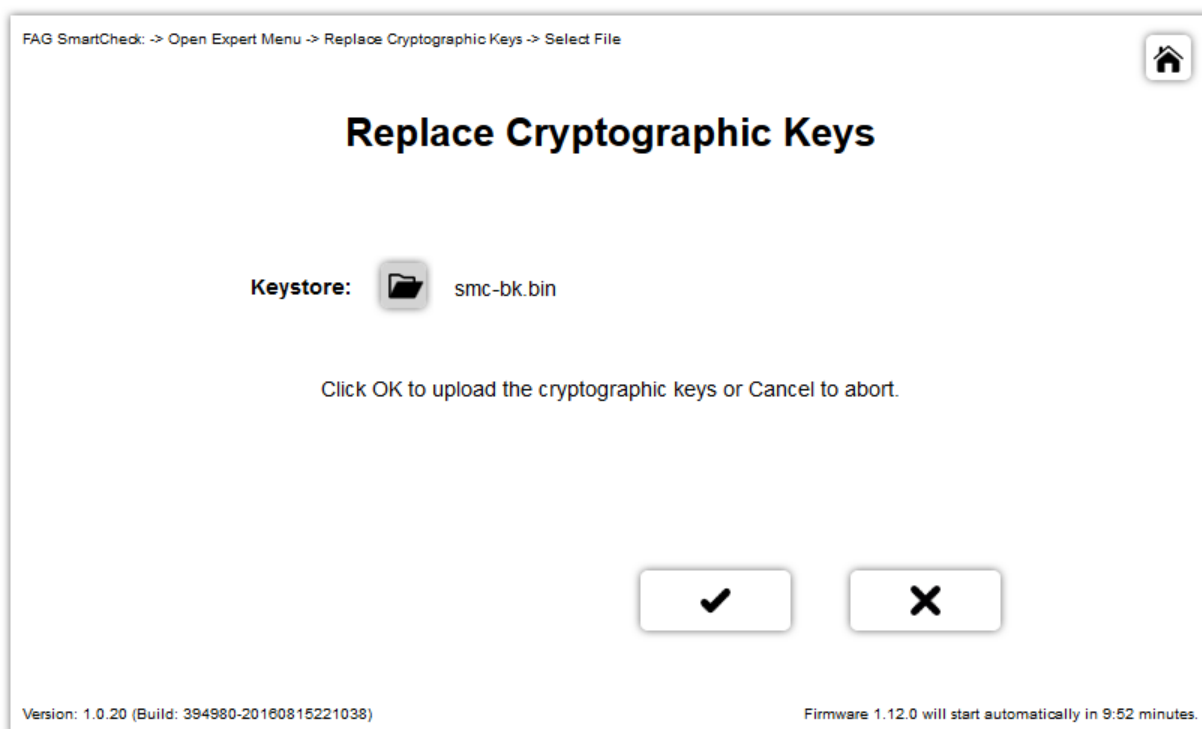 FAG SmartCheck: -> Open Expert Menu -> Replace Cryptographic Keys -> Select File
Replace Cryptographic Keys
Keystore: smc-bk.bin
Click OK to upload the cryptographic keys or Cancel to abort.
Version: 1.0.20 (Build: 394980-20160815221038) Firmware 1.12.0 will start automatically in 9:52 minutes.